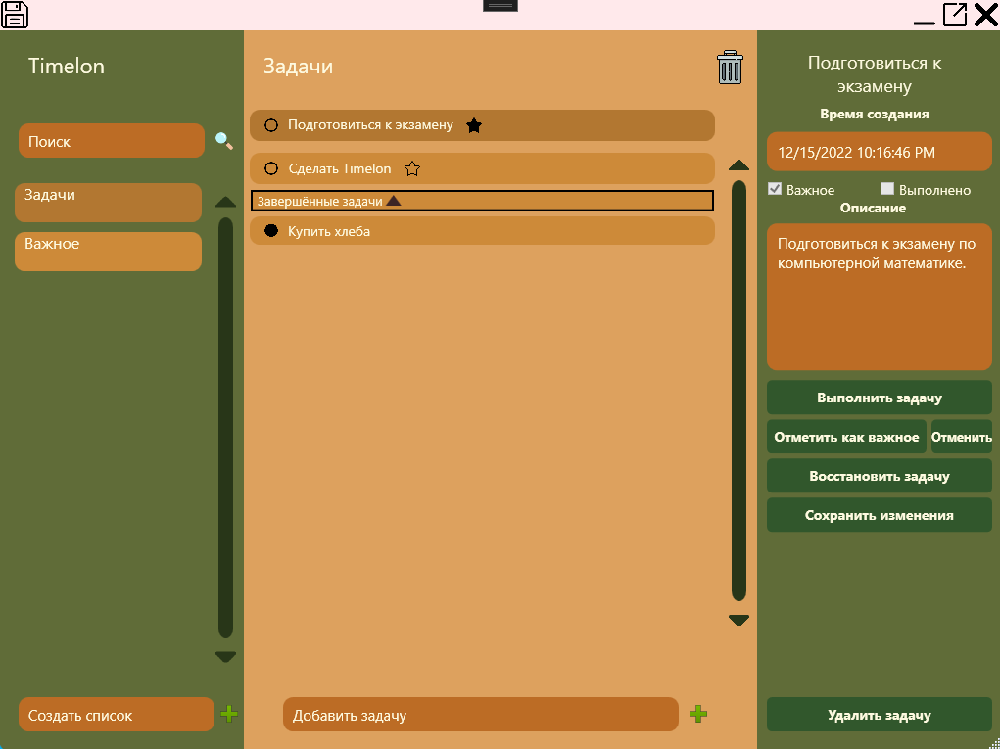 Timelon
Поиск
Задачи
Важное
Создать список
Задачи
Подготовиться к экзамену
Сделать Timelon
Завершённые задачи
Купить хлеба
Добавить задачу
Подготовиться к
экзамену
Время создания
12/15/2022 10:16:46 PM
Важное
Выполнено
Описание
Подготовиться к экзамену по
компьютерной математике.
Выполнить задачу
Отметить как важное
Отменить
Восстановить задачу
Сохранить изменения
Удалить задачу